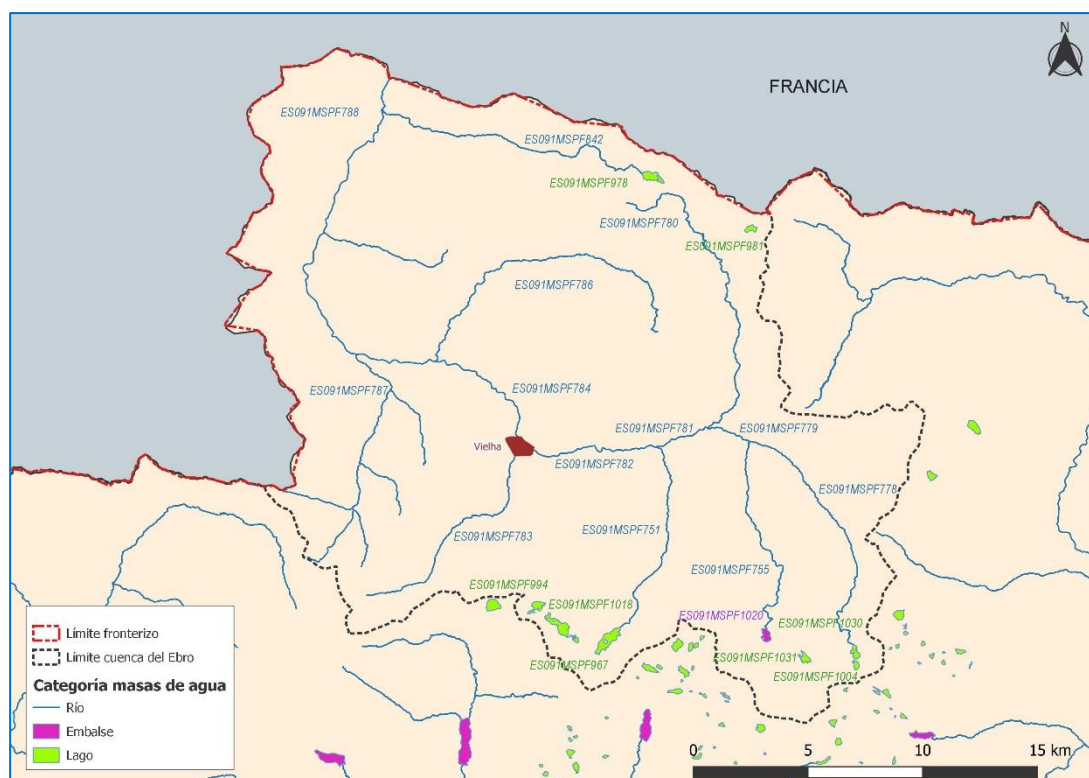 N
FRANCIA
ES091MSPF788
ES091MSPF842
ES091MSPF978
ES091MSPF780
ES091MSPF981
ES091MSPF786
ES091MSPF787
ES091MSPF784
ES091MSPF781
ES091MSPF779
Vielha
ES091MSPF782
ES091MSPF778
ES091MSPF751
ES091MSPF783
ES091MSPF755
ES091MSPF994
ES091MSPF1018
ES091MSPF1020
ES091MSPF1030
ES091MSPF967
ES091MSPF1031
ES091MSPF1004
Límite fronterizo
Límite cuenca del Ebro
Categoría masas de agua
Río
Embalse
Lago
0 5 10 15 km